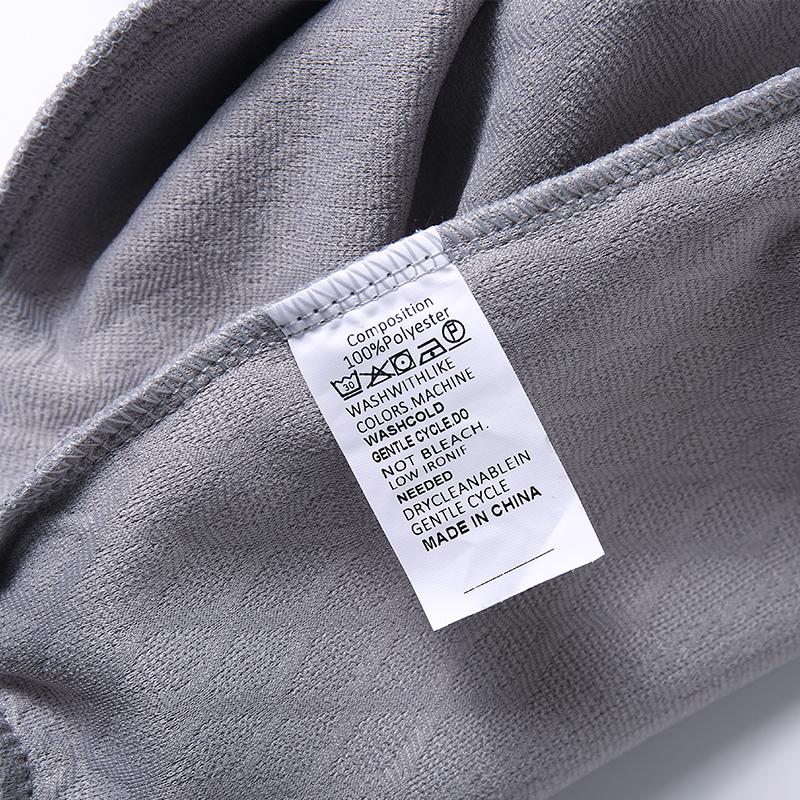 Composition
100%Polyester
30 P
WASHWITHLIKE
COLORS.MACHINE
WASHCOLD
GENTLE CYCLE.DO
NOT BLEACH.
LOW IRONIF
NEEDED
DRYCLEANABLEIN
GENTLE CYCLE
MADE IN CHINA